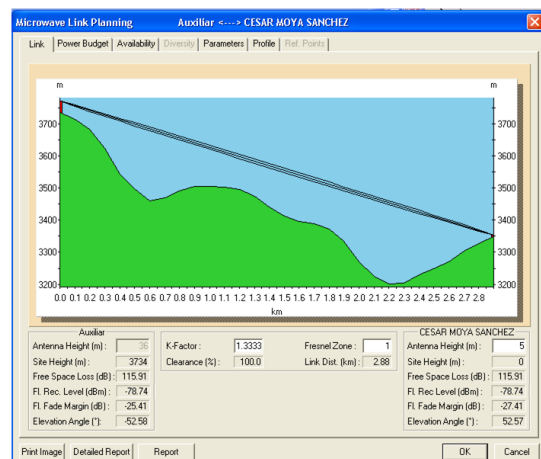 Microwave Link Planning Auxiliar <---> CESAR MOYA SANCHEZ
Link Power Budget Availability Diversity Parameters Profile Ref. Points
m m
3700 3700
3600 3600
3500 3500
3400 3400
3300 3300
3200 3200
0.0 0.1 0.2 0.3 0.4 0.5 0.6 0.7 0.8 0.9 1.0 1.1 1.2 1.3 1.4 1.5 1.6 1.7 1.8 1.9 2.0 2.1 2.2 2.3 2.4 2.5 2.6 2.7 2.8
km
Auxiliar
Antenna Height (m) : 36
Site Height (m) : 3734
Free Space Loss (dB) : 115.91
Fl. Rec. Level (dBm) : -78.74
Fl. Fade Margin (dB) : -25.41
Elevation Angle (°): -52.58
K-Factor : 1.3333 Fresnel Zone : 1
Clearance (%) : 100.0 Link Dist. (km) : 2.88
CESAR MOYA SANCHEZ
Antenna Height (m) : 5
Site Height (m) : 0
Free Space Loss (dB) : 115.91
Fl. Rec. Level (dBm) : -78.74
Fl. Fade Margin (dB) : -27.41
Elevation Angle (°): 52.57
Print Image Detailed Report Report OK Cancel